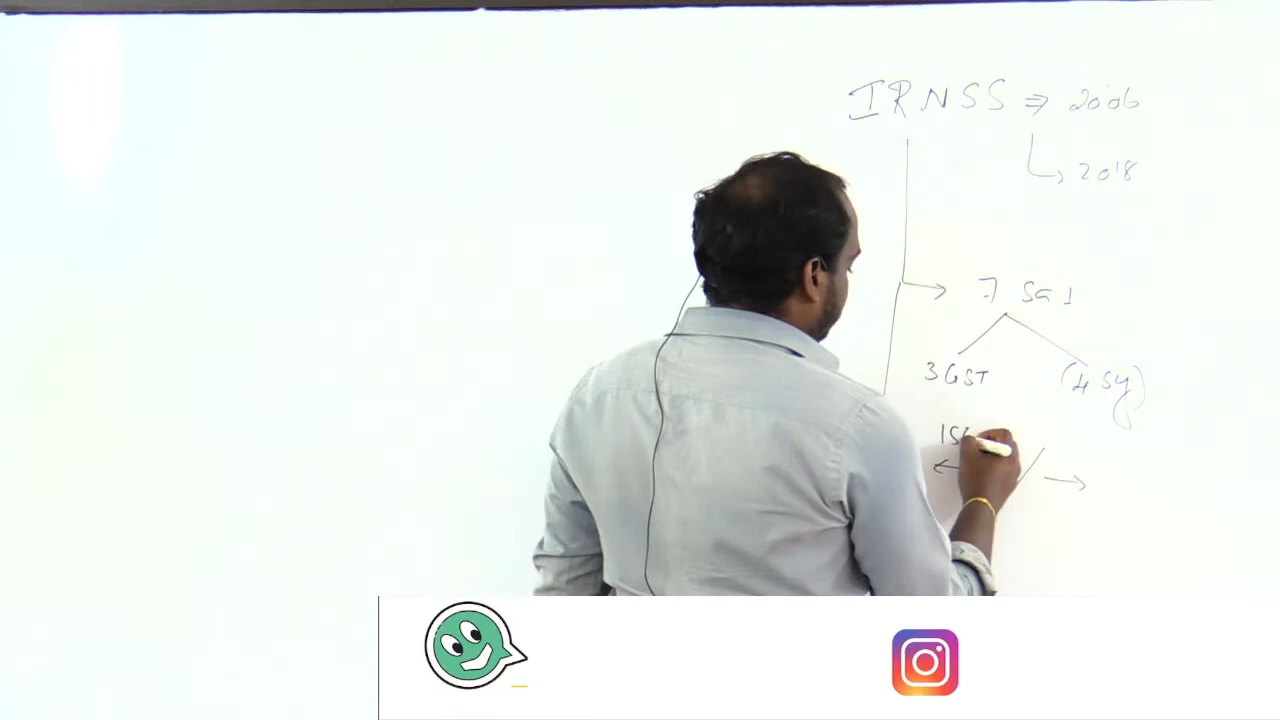 IRNSS ⇒ 2006
↳ 2018
→ 7 Sat
3 GST (4 Sy)